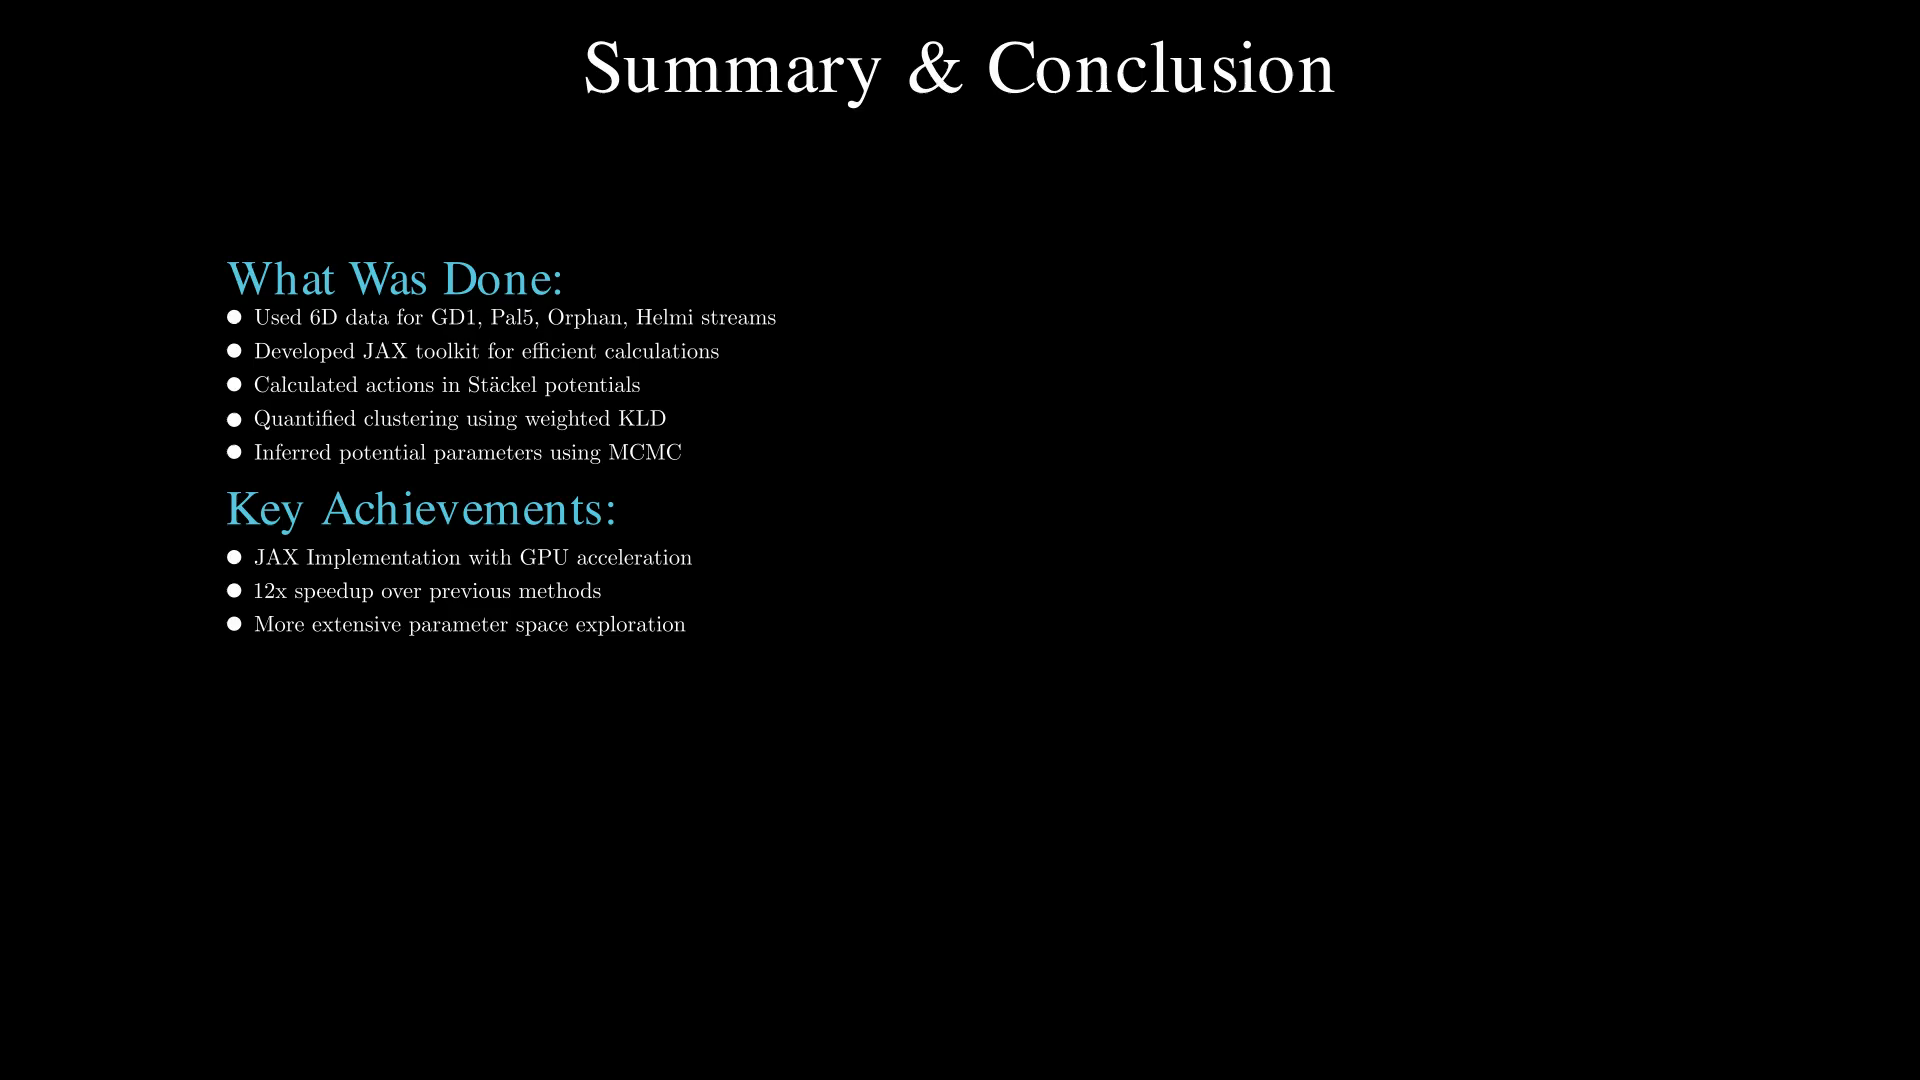 Summary & Conclusion
What Was Done:
● Used 6D data for GD1, Pal5, Orphan, Helmi streams
● Developed JAX toolkit for efficient calculations
● Calculated actions in Stäckel potentials
● Quantified clustering using weighted KLD
● Inferred potential parameters using MCMC
Key Achievements:
● JAX Implementation with GPU acceleration
● 12x speedup over previous methods
● More extensive parameter space exploration